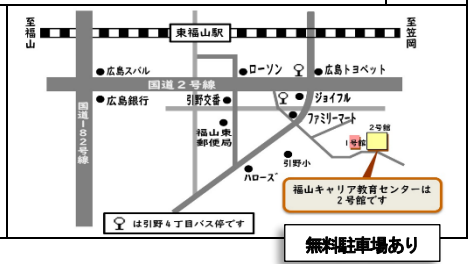 至福山
東福山駅
至笠岡
広島スバル
ローソン
広島トヨペット
国道2号線
広島銀行
引野交番
ジョイフル
ファミリーマート
国道182号線
福山東
郵便局
2号館
1号館
引野小
ハローズ
福山キャリア教育センターは
2号館です
は引野4丁目バス停です
無料駐車場あり